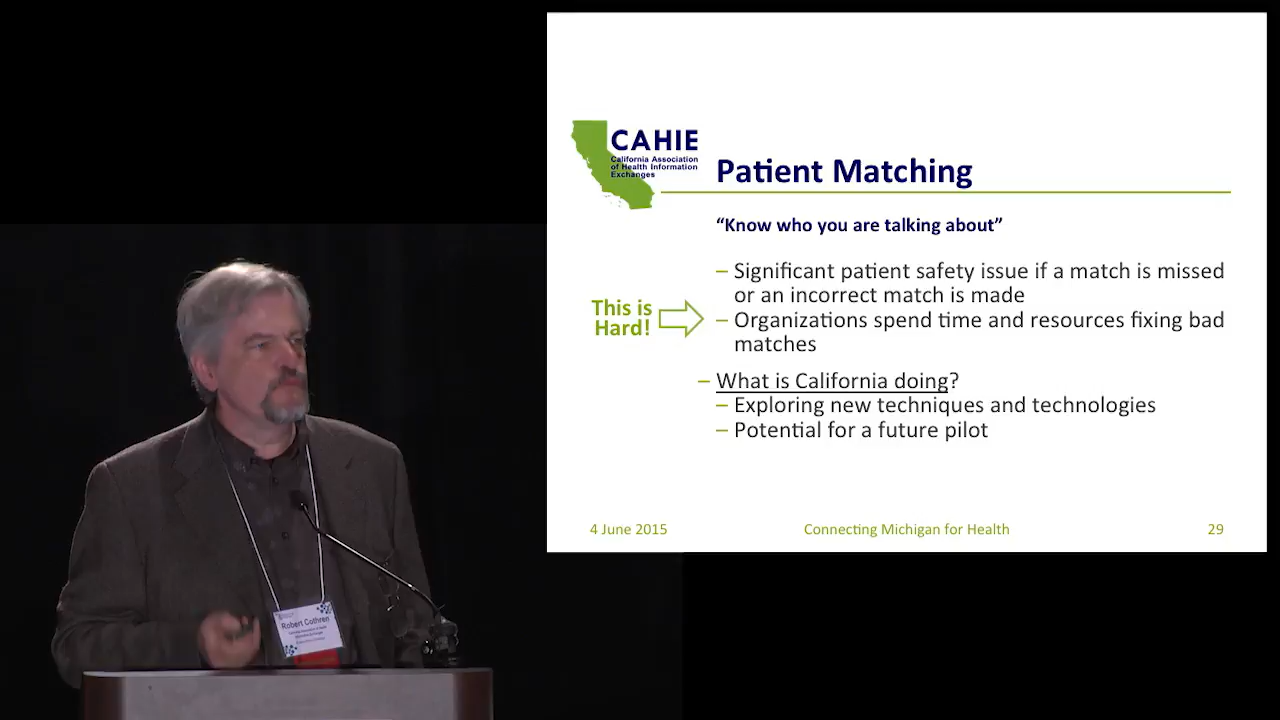 CAHIE
California Association
of Health Information
Exchanges
Patient Matching
“Know who you are talking about”
– Significant patient safety issue if a match is missed
or an incorrect match is made
This is
Hard!
– Organizations spend time and resources fixing bad
matches
– What is California doing?
– Exploring new techniques and technologies
– Potential for a future pilot
4 June 2015
Connecting Michigan for Health
29
Robert Cothren